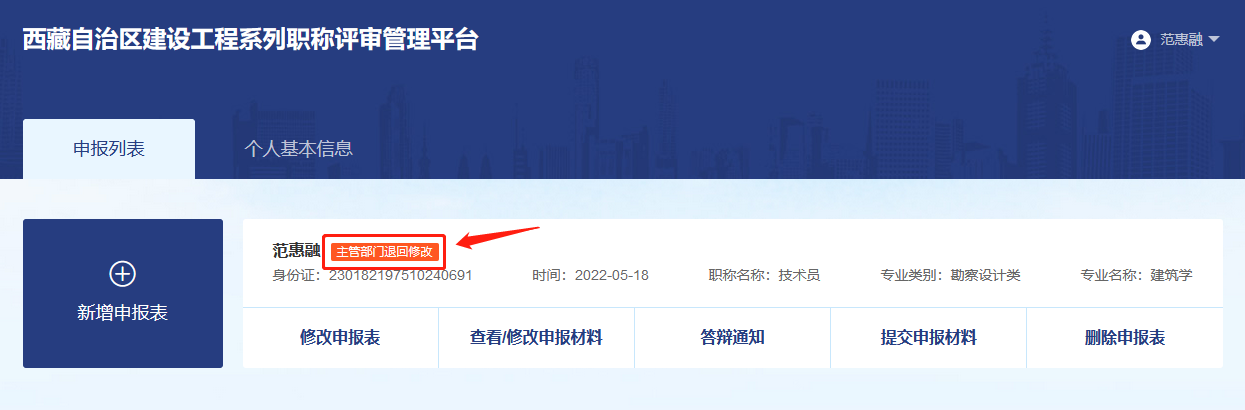 西藏自治区建设工程系列职称评审管理平台
范惠融
申报列表
个人基本信息
新增申报表
范惠融 主管部门退回修改
身份证：230182197510240691 时间：2022-05-18 职称名称：技术员 专业类别：勘察设计类 专业名称：建筑学
修改申报表 查看/修改申报材料 答辩通知 提交申报材料 删除申报表